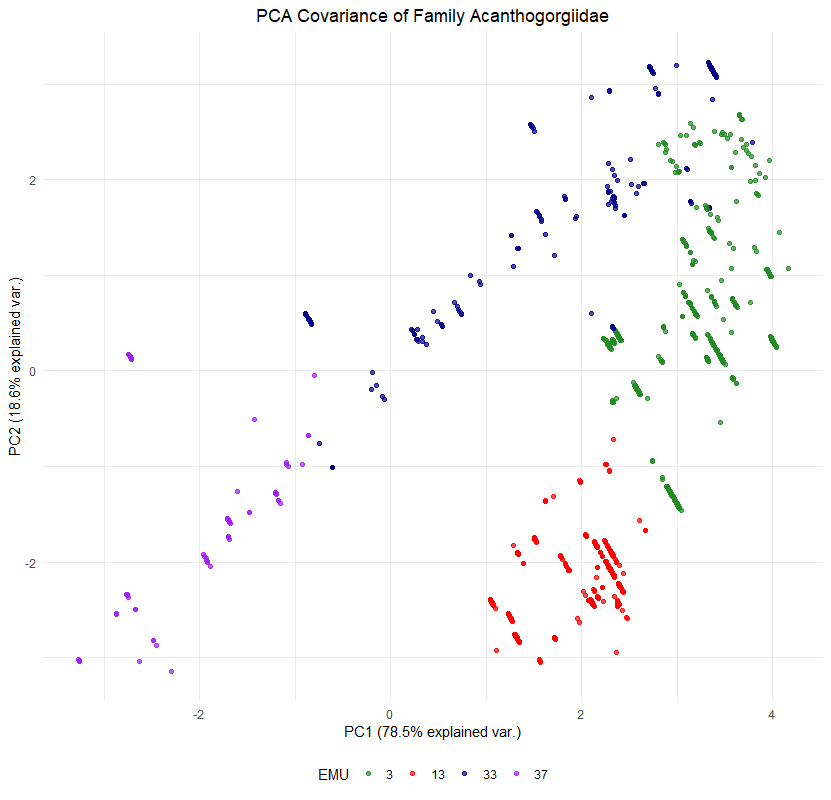 PCA Covariance of Family Acanthogorgiidae
PC2 (18.6% explained var.)
2
0
-2
-2 0 2 4
PC1 (78.5% explained var.)
EMU 3 13 33 37